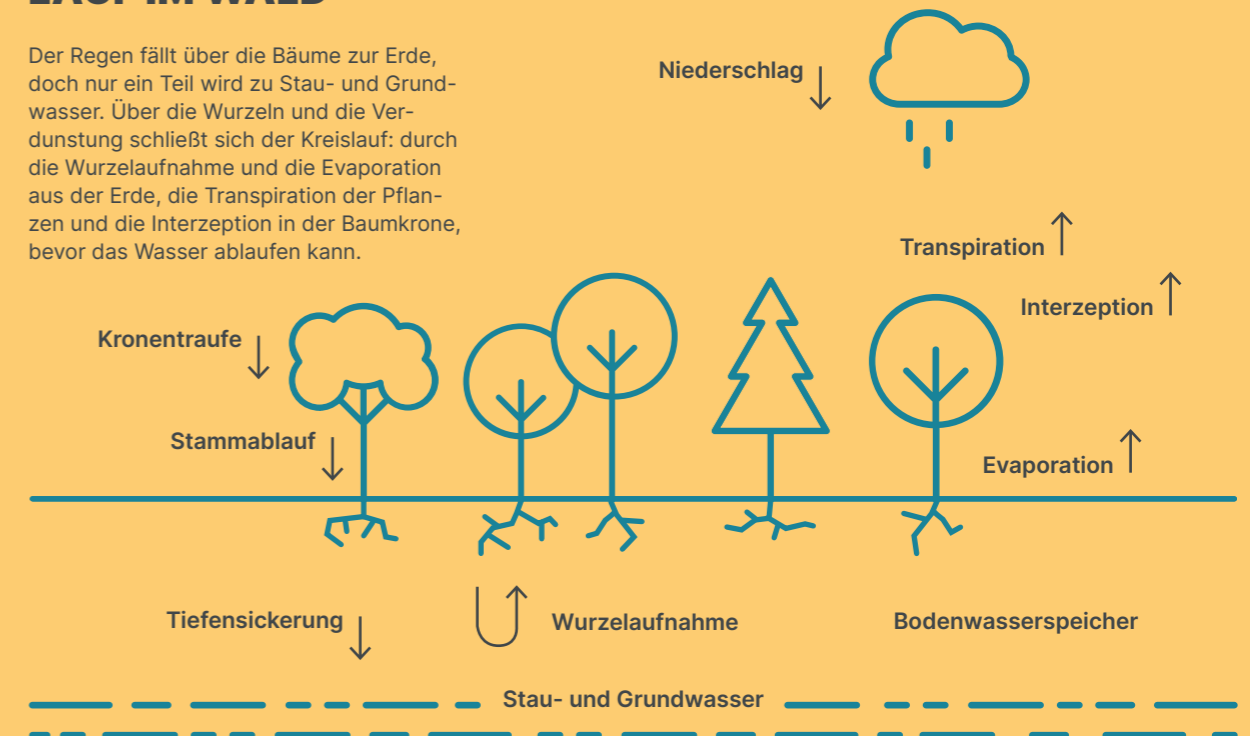 LAUF IM WALD
Der Regen fällt über die Bäume zur Erde,
doch nur ein Teil wird zu Stau- und Grund-
wasser. Über die Wurzeln und die Ver-
dunstung schließt sich der Kreislauf: durch
die Wurzelaufnahme und die Evaporation
aus der Erde, die Transpiration der Pflan-
zen und die Interzeption in der Baumkrone,
bevor das Wasser ablaufen kann.
Niederschlag
Transpiration
Interzeption
Kronentraufe
Stammablauf
Evaporation
Tiefensickerung
Wurzelaufnahme
Bodenwasserspeicher
Stau- und Grundwasser